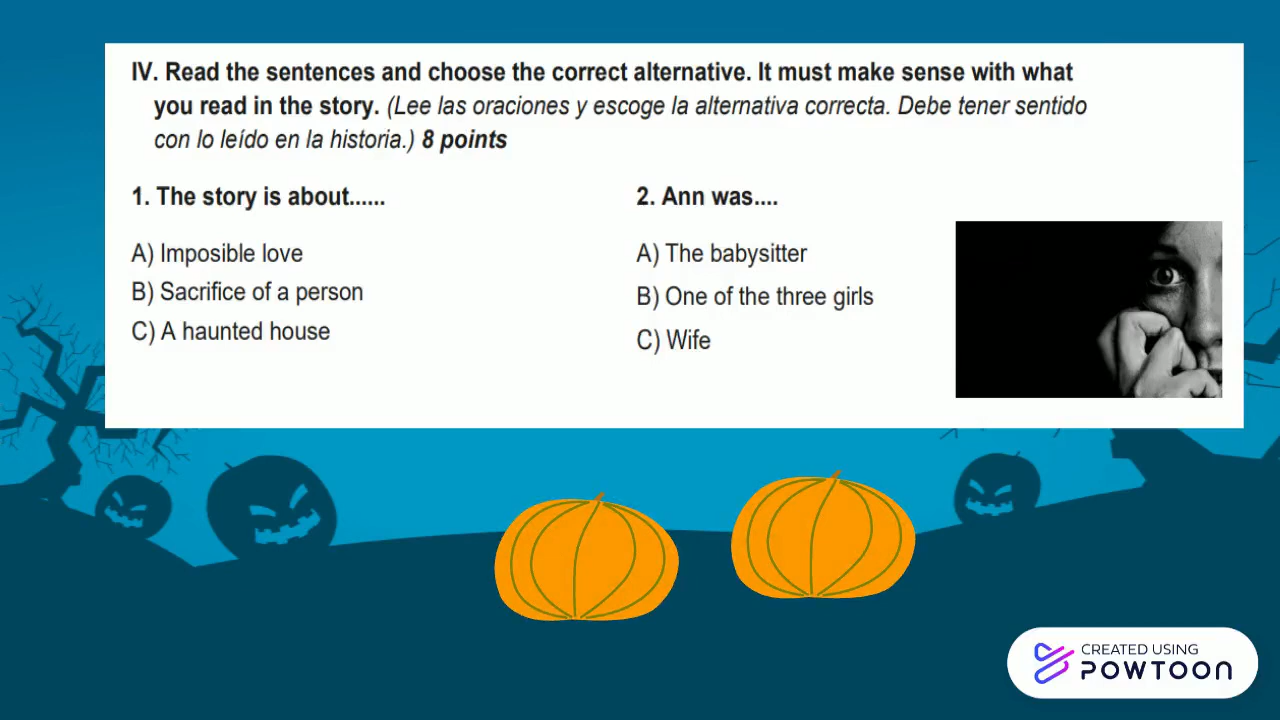 IV. Read the sentences and choose the correct alternative. It must make sense with what
you read in the story. (Lee las oraciones y escoge la alternativa correcta. Debe tener sentido
con lo leído en la historia.) 8 points
1. The story is about......
A) Imposible love
B) Sacrifice of a person
C) A haunted house
2. Ann was....
A) The babysitter
B) One of the three girls
C) Wife
CREATED USING
POWTOON